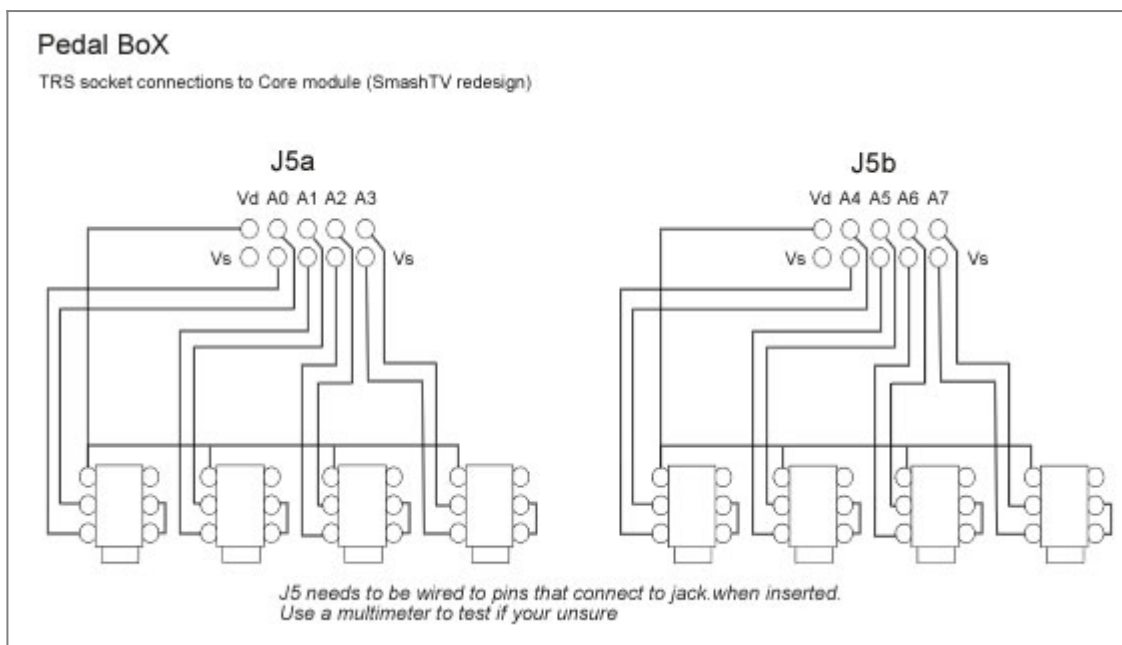 Pedal BoX
TRS socket connections to Core module (SmashTV redesign)
J5a
J5b
Vd A0 A1 A2 A3
Vd A4 A5 A6 A7
Vs Vs
Vs Vs
J5 needs to be wired to pins that connect to jack.when inserted.
Use a multimeter to test if your unsure